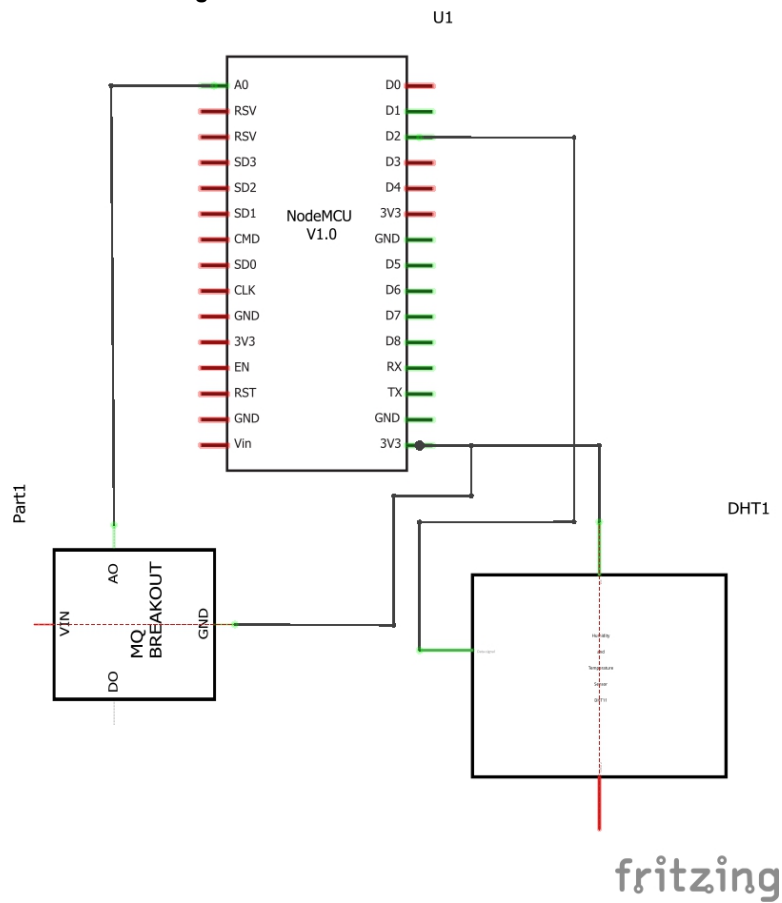 U1
A0
RSV
RSV
SD3
SD2
SD1
CMD
SD0
CLK
GND
3V3
EN
RST
GND
Vin
NodeMCU
V1.0
D0
D1
D2
D3
D4
3V3
GND
D5
D6
D7
D8
RX
TX
GND
3V3
Part1
AO
VIN
MQ
BREAKOUT
GND
DO
DHT1
Humidity
and
Temperature
Sensor
fritzing